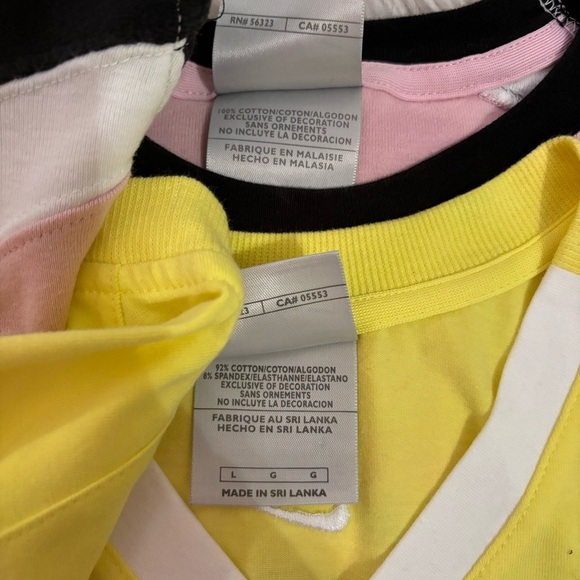 RN# 56323 CA# 05553
100% COTTON/COTON/ALGODON
EXCLUSIVE OF DECORATION
SANS ORNEMENTS
NO INCLUYE LA DECORACION
FABRIQUE EN MALAISIE
HECHO EN MALASIA
23 CA# 05553
92% COTTON/COTON/ALGODON
8% SPANDEX/ELASTHANNE/ELASTANO
EXCLUSIVE OF DECORATION
SANS ORNEMENTS
NO INCLUYE LA DECORACION
FABRIQUE AU SRI LANKA
HECHO EN SRI LANKA
L G G
MADE IN SRI LANKA